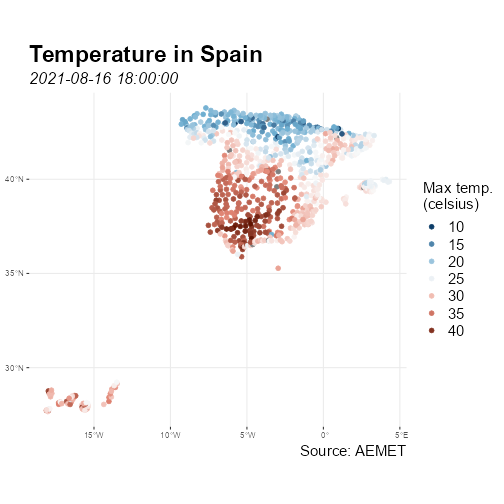 Temperature in Spain
2021-08-16 18:00:00
40°N
35°N
30°N
15°W
10°W
5°W
0°
5°E
Max temp.
(celsius)
10
15
20
25
30
35
40
Source: AEMET